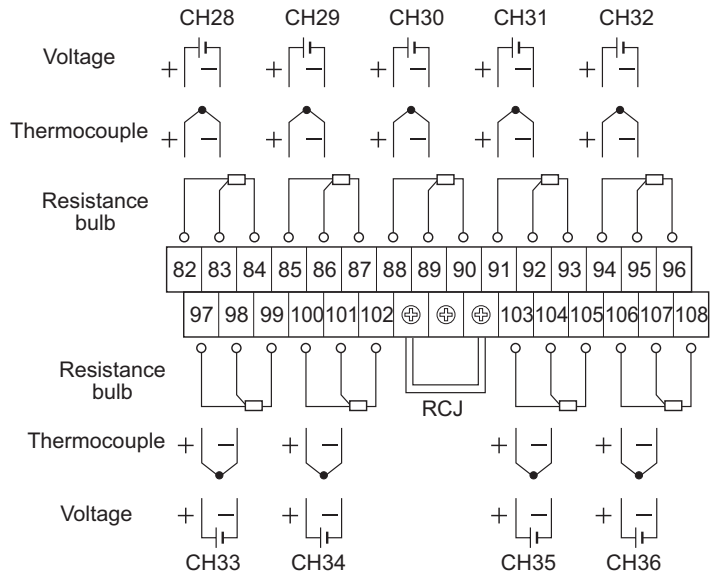 CH28 CH29 CH30 CH31 CH32
Voltage
+ − + − + − + − + −
Thermocouple
+ − + − + − + − + −
Resistance
bulb
82 83 84 85 86 87 88 89 90 91 92 93 94 95 96
97 98 99 100 101 102 103 104 105 106 107 108
Resistance
bulb
RCJ
Thermocouple
+ − + − + − + −
Voltage
+ − + − + − + −
CH33 CH34 CH35 CH36